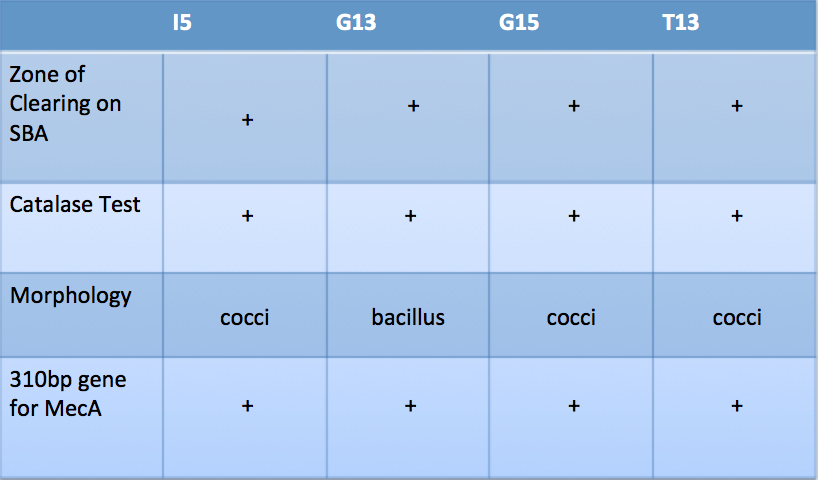 I5 G13 G15 T13
Zone of
Clearing on
SBA
+ + + +
Catalase Test
+ + + +
Morphology
cocci bacillus cocci cocci
310bp gene
for MecA
+ + + +